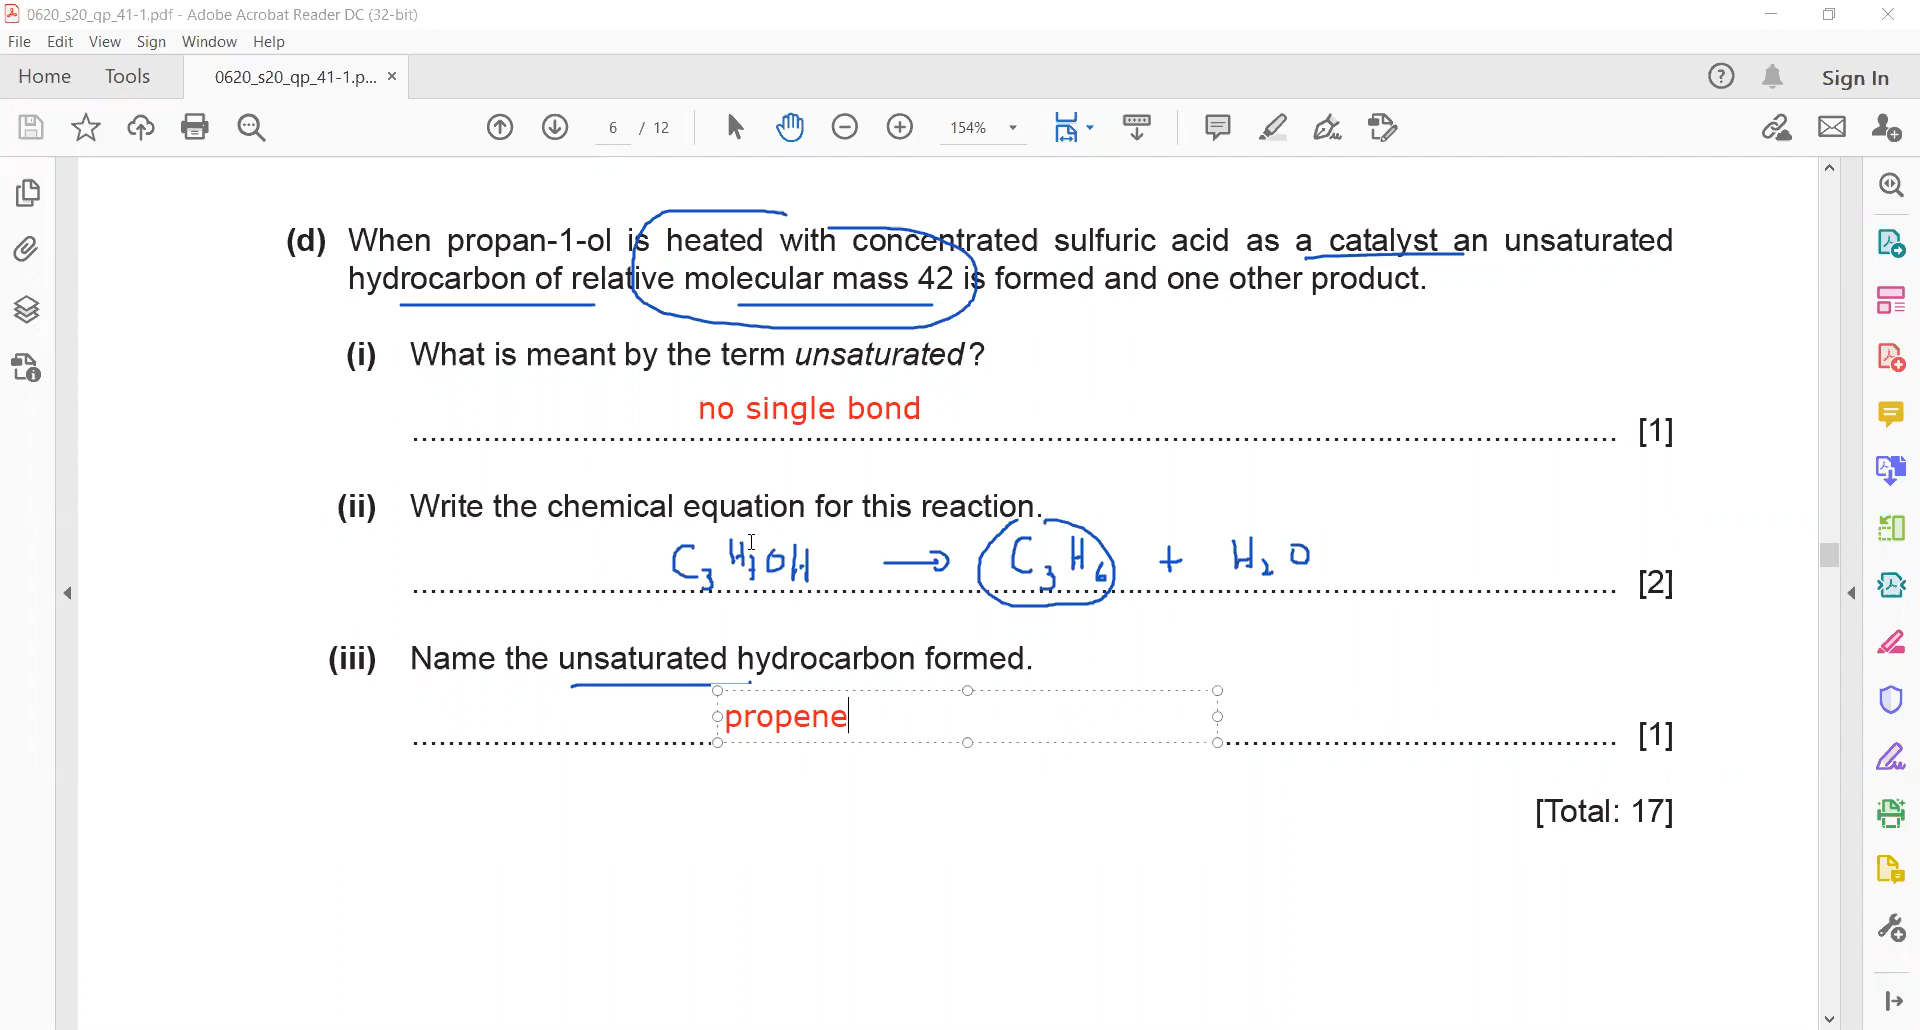 0620_s20_qp_41-1.pdf - Adobe Acrobat Reader DC (32-bit)
File Edit View Sign Window Help
Home Tools 0620_s20_qp_41-1.p... × Sign In
6 / 12 154%
(d) When propan-1-ol is heated with concentrated sulfuric acid as a catalyst an unsaturated
hydrocarbon of relative molecular mass 42 is formed and one other product.
(i) What is meant by the term unsaturated?
no single bond
[1]
(ii) Write the chemical equation for this reaction.
C₃H₇OH → C₃H₆ + H₂O
[2]
(iii) Name the unsaturated hydrocarbon formed.
propene
[1]
[Total: 17]